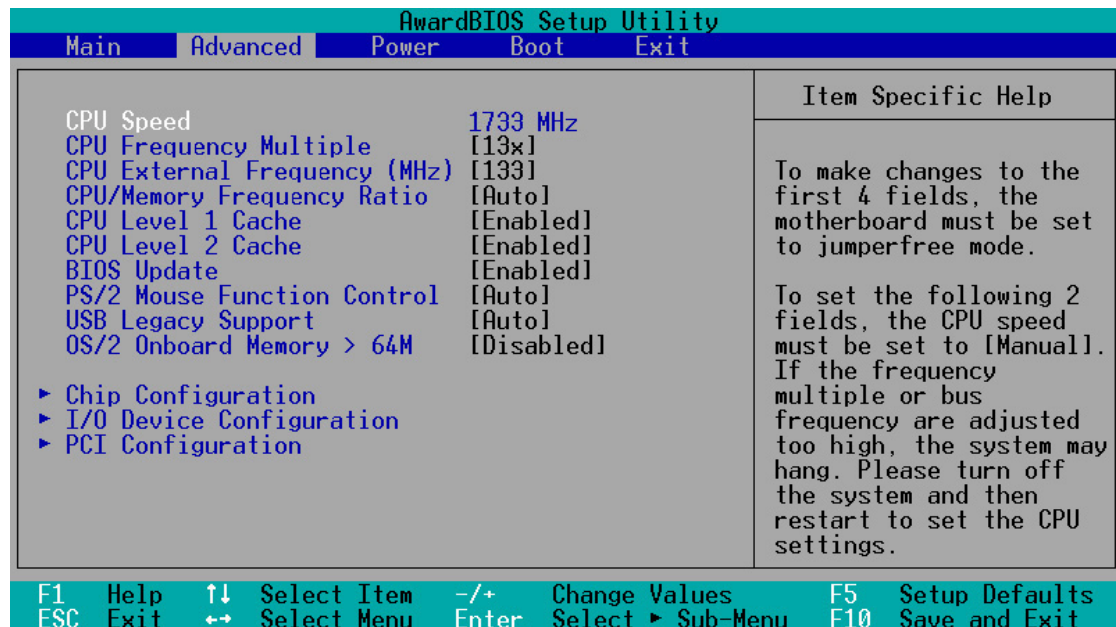 AwardBIOS Setup Utility
Main Advanced Power Boot Exit
CPU Speed 1733 MHz
CPU Frequency Multiple [13x]
CPU External Frequency (MHz) [133]
CPU/Memory Frequency Ratio [Auto]
CPU Level 1 Cache [Enabled]
CPU Level 2 Cache [Enabled]
BIOS Update [Enabled]
PS/2 Mouse Function Control [Auto]
USB Legacy Support [Auto]
OS/2 Onboard Memory > 64M [Disabled]
▸ Chip Configuration
▸ I/O Device Configuration
▸ PCI Configuration
Item Specific Help
To make changes to the
first 4 fields, the
motherboard must be set
to jumperfree mode.
To set the following 2
fields, the CPU speed
must be set to [Manual].
If the frequency
multiple or bus
frequency are adjusted
too high, the system may
hang. Please turn off
the system and then
restart to set the CPU
settings.
F1 Help ↑↓ Select Item -/+ Change Values F5 Setup Defaults
ESC Exit ←→ Select Menu Enter Select ▸ Sub-Menu F10 Save and Exit